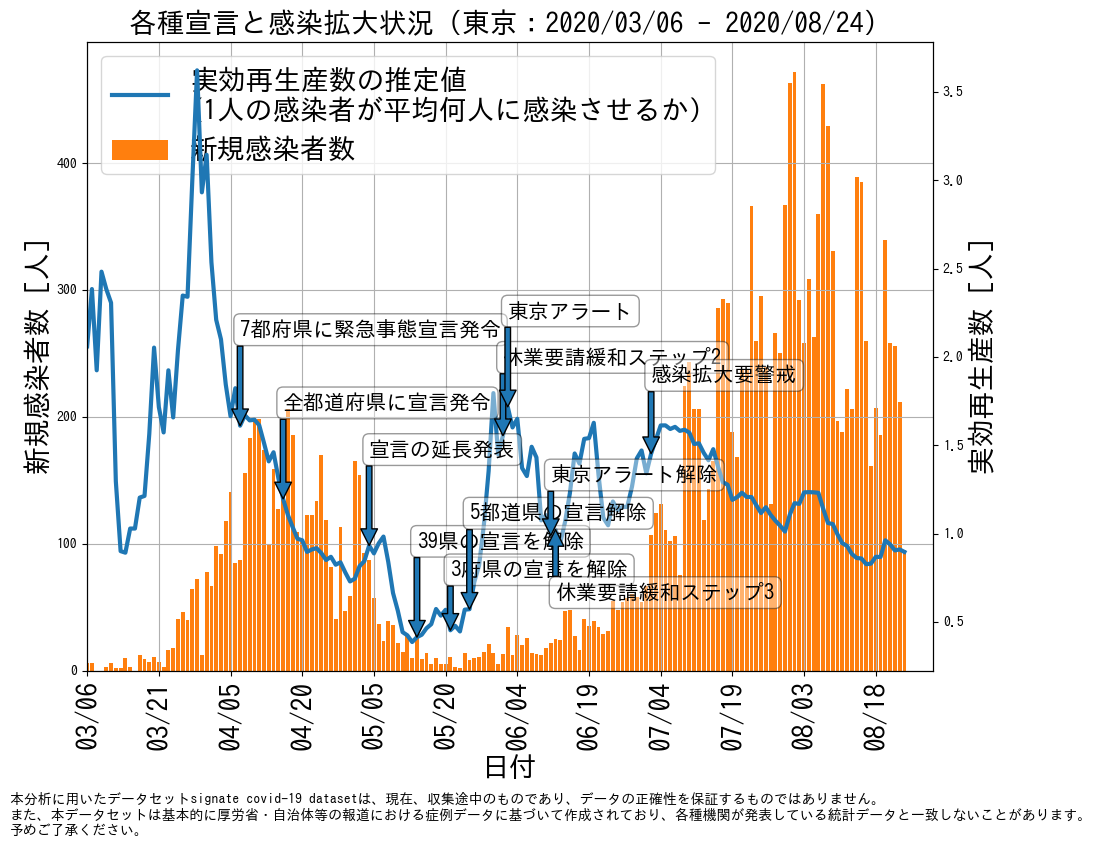 各種宣言と感染拡大状況 (東京：2020/03/06 - 2020/08/24)
実効再生産数の推定値
(1人の感染者が平均何人に感染させるか)
新規感染者数
新規感染者数 [人]
0
100
200
300
400
実効再生産数 [人]
0.5
1.0
1.5
2.0
2.5
3.0
3.5
東京アラート
7都府県に緊急事態宣言発令
休業要請緩和ステップ2
感染拡大要警戒
全都道府県に宣言発令
宣言の延長発表
東京アラート解除
5都道県の宣言解除
39県の宣言を解除
3府県の宣言を解除
休業要請緩和ステップ3
03/06
03/21
04/05
04/20
05/05
05/20
06/04
06/19
07/04
07/19
08/03
08/18
日付
本分析に用いたデータセットsignate covid-19 datasetは、現在、収集途中のものであり、データの正確性を保証するものではありません。
また、本データセットは基本的に厚労省・自治体等の報道における症例データに基づいて作成されており、各種機関が発表している統計データと一致しないことがあります。
予めご了承ください。